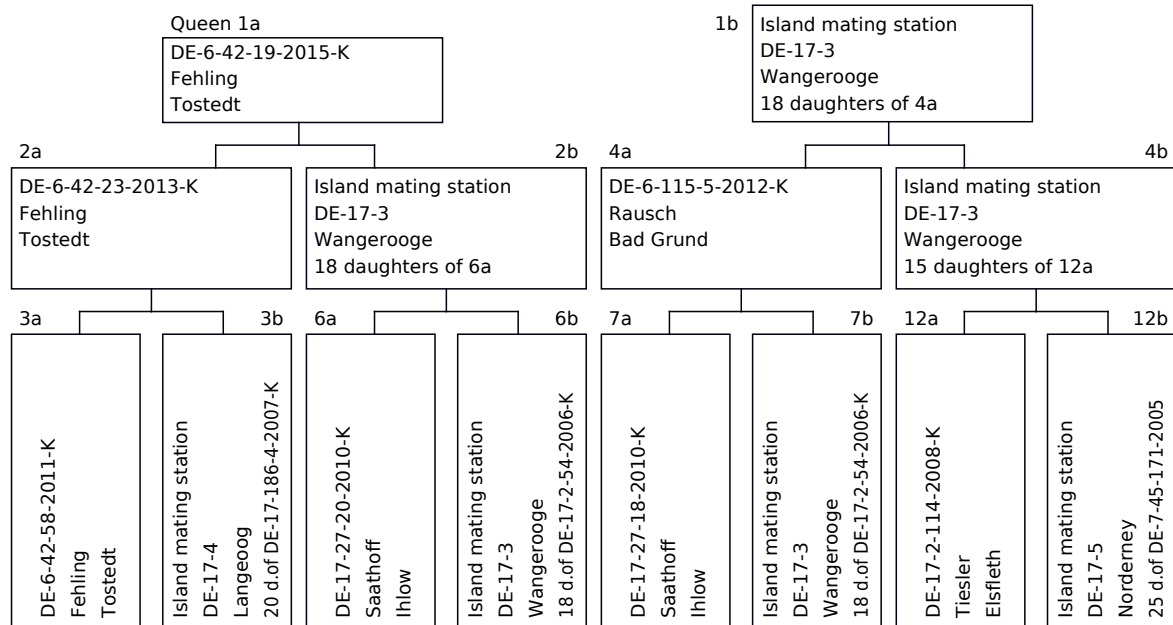 Queen 1a
DE-6-42-19-2015-K
Fehling
Tostedt
1b
Island mating station
DE-17-3
Wangerooge
18 daughters of 4a
2a
DE-6-42-23-2013-K
Fehling
Tostedt
2b
Island mating station
DE-17-3
Wangerooge
18 daughters of 6a
4a
DE-6-115-5-2012-K
Rausch
Bad Grund
4b
Island mating station
DE-17-3
Wangerooge
15 daughters of 12a
3a
DE-6-42-58-2011-K
Fehling
Tostedt
3b
Island mating station
DE-17-4
Langeoog
20 d.of DE-17-186-4-2007-K
6a
DE-17-27-20-2010-K
Saathoff
Ihlow
6b
Island mating station
DE-17-3
Wangerooge
18 d.of DE-17-2-54-2006-K
7a
DE-17-27-18-2010-K
Saathoff
Ihlow
7b
Island mating station
DE-17-3
Wangerooge
18 d.of DE-17-2-54-2006-K
12a
DE-17-2-114-2008-K
Tiesler
Elsfleth
12b
Island mating station
DE-17-5
Norderney
25 d.of DE-7-45-171-2005